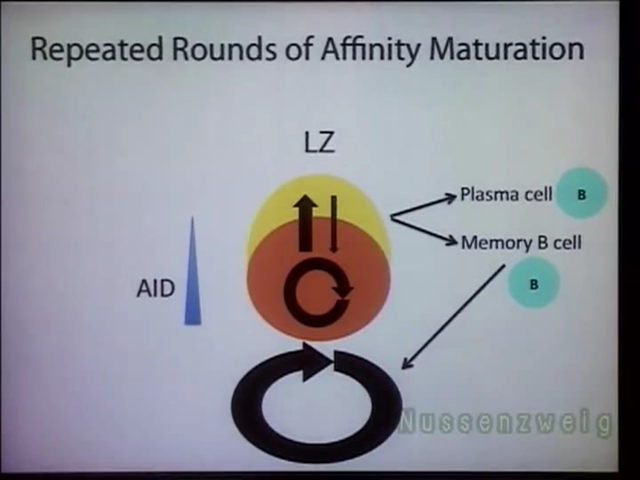 Repeated Rounds of Affinity Maturation
LZ
Plasma cell
B
Memory B cell
B
AID
Nussenzweig